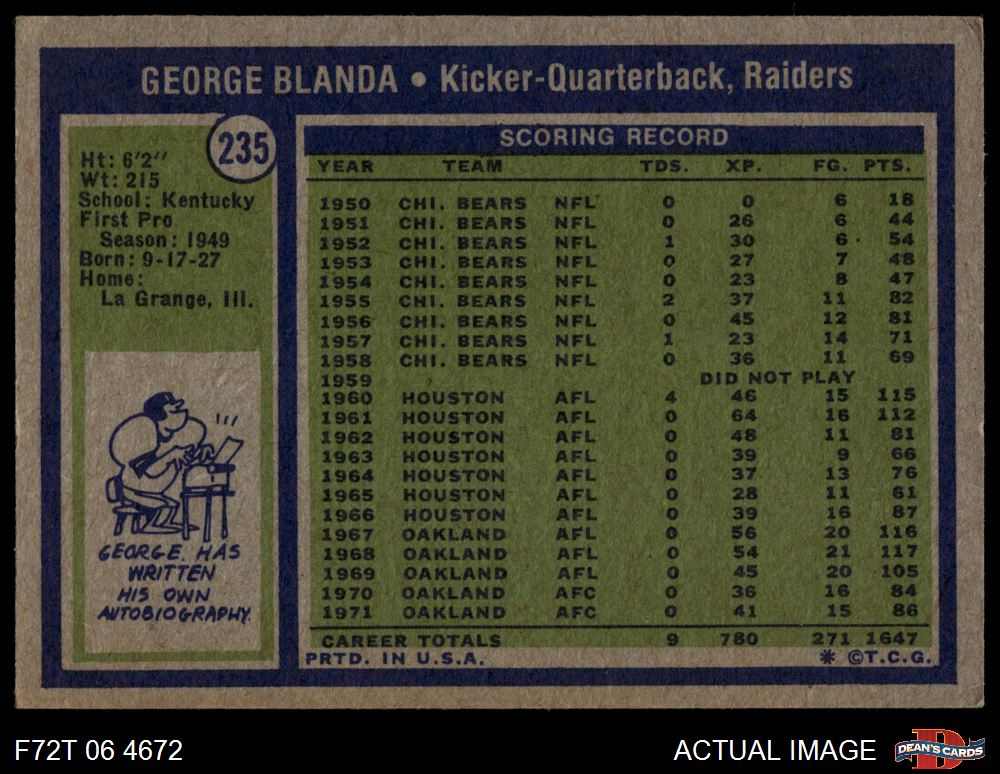 GEORGE BLANDA • Kicker-Quarterback, Raiders
235
Ht: 6'2''
Wt: 215
School: Kentucky
First Pro
Season: 1949
Born: 9-17-27
Home:
La Grange, Ill.
GEORGE HAS
WRITTEN
HIS OWN
AUTOBIOGRAPHY.
SCORING RECORD
YEAR TEAM TDS. XP. FG. PTS.
1950 CHI. BEARS NFL 0 0 6 18
1951 CHI. BEARS NFL 0 26 6 44
1952 CHI. BEARS NFL 1 30 6 54
1953 CHI. BEARS NFL 0 27 7 48
1954 CHI. BEARS NFL 0 23 8 47
1955 CHI. BEARS NFL 2 37 11 82
1956 CHI. BEARS NFL 0 45 12 81
1957 CHI. BEARS NFL 1 23 14 71
1958 CHI. BEARS NFL 0 36 11 69
1959 DID NOT PLAY
1960 HOUSTON AFL 4 46 15 115
1961 HOUSTON AFL 0 64 16 112
1962 HOUSTON AFL 0 48 11 81
1963 HOUSTON AFL 0 39 9 66
1964 HOUSTON AFL 0 37 13 76
1965 HOUSTON AFL 0 28 11 61
1966 HOUSTON AFL 0 39 16 87
1967 OAKLAND AFL 0 56 20 116
1968 OAKLAND AFL 0 54 21 117
1969 OAKLAND AFL 0 45 20 105
1970 OAKLAND AFC 0 36 16 84
1971 OAKLAND AFC 0 41 15 86
CAREER TOTALS 9 780 271 1647
PRTD. IN U.S.A. * ©T.C.G.
F72T 06 4672
ACTUAL IMAGE
D
DEAN'S CARDS